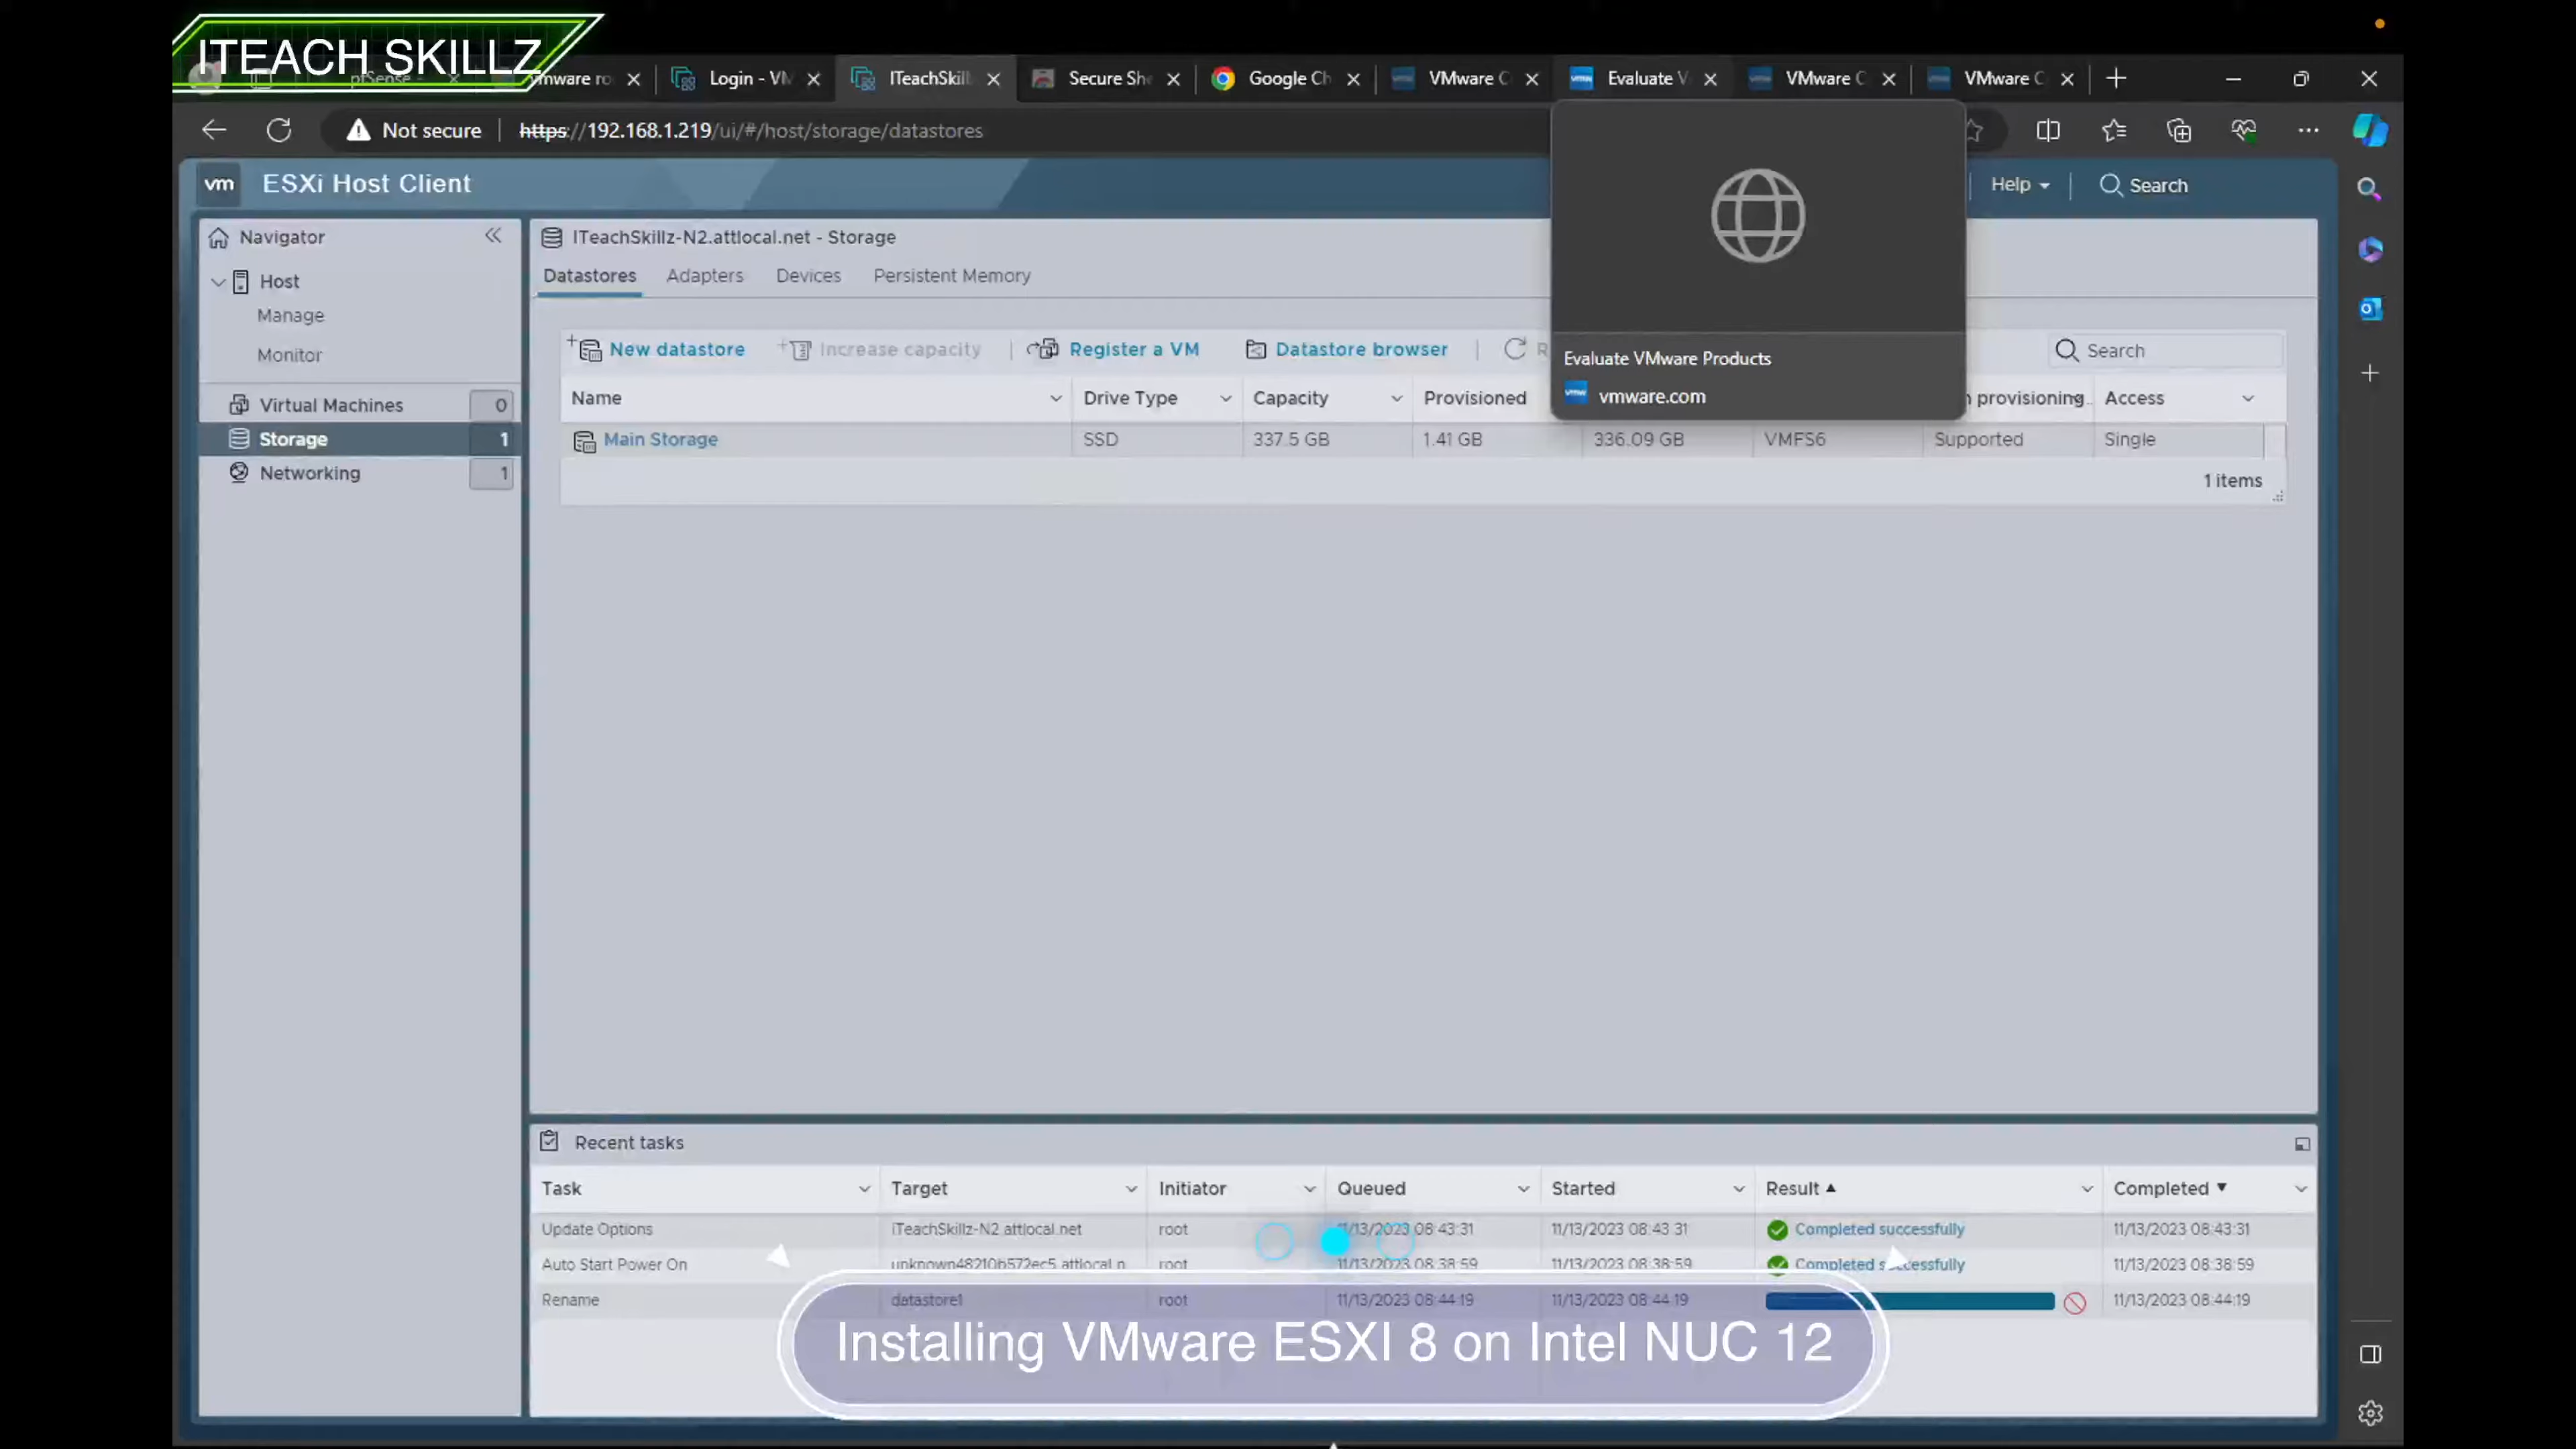 ITEACH SKILLZ
vmware ro
Login - VM
ITeachSkill
Secure She
Google Ch
VMware C
Evaluate V
VMware C
VMware C
Not secure
https://192.168.1.219/ui/#/host/storage/datastores
vm ESXi Host Client
Help
Search
Navigator
Host
Manage
Monitor
Virtual Machines 0
Storage 1
Networking 1
ITeachSkillz-N2.attlocal.net - Storage
Datastores Adapters Devices Persistent Memory
New datastore Increase capacity Register a VM Datastore browser R
Search
Evaluate VMware Products
vmware.com
Name Drive Type Capacity Provisioned provisioning... Access
Main Storage SSD 337.5 GB 1.41 GB 336.09 GB VMFS6 Supported Single
1 items
Recent tasks
Task Target Initiator Queued Started Result Completed
Update Options iTeachSkillz-N2.attlocal.net root 11/13/2023 08:43:31 11/13/2023 08:43:31 Completed successfully 11/13/2023 08:43:31
Auto Start Power On unknown48210b572ec5.attlocal.n... root 11/13/2023 08:38:59 11/13/2023 08:38:59 Completed successfully 11/13/2023 08:38:59
Rename datastore1 root 11/13/2023 08:44:19 11/13/2023 08:44:19 11/13/2023 08:44:19
Installing VMware ESXI 8 on Intel NUC 12